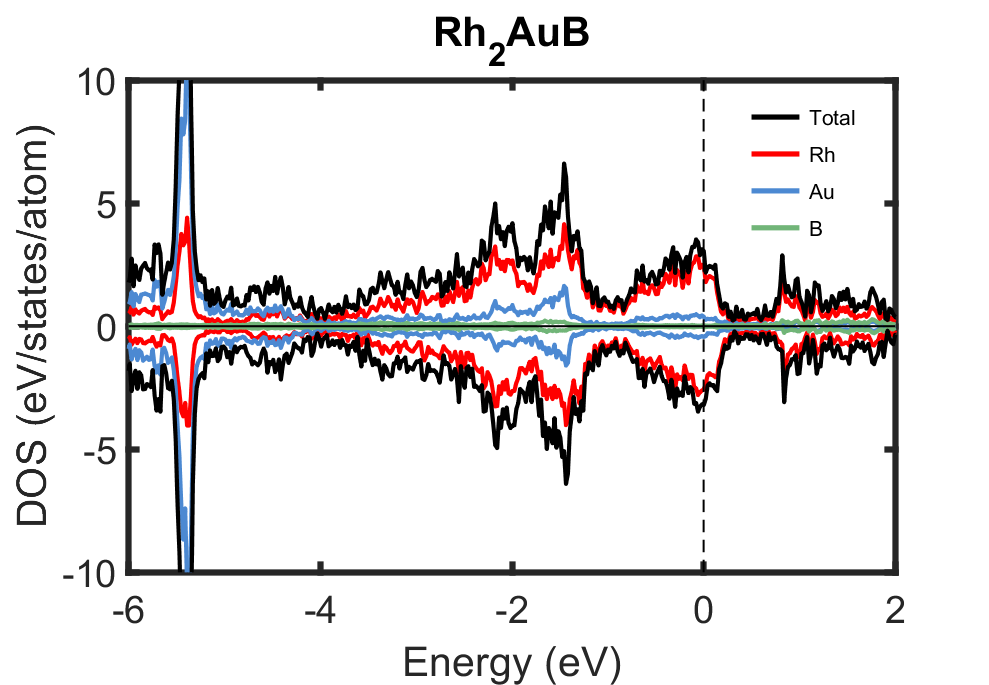 Rh2AuB
10
5
0
-5
-10
DOS (eV/states/atom)
Total
Rh
Au
B
-6 -4 -2 0 2
Energy (eV)